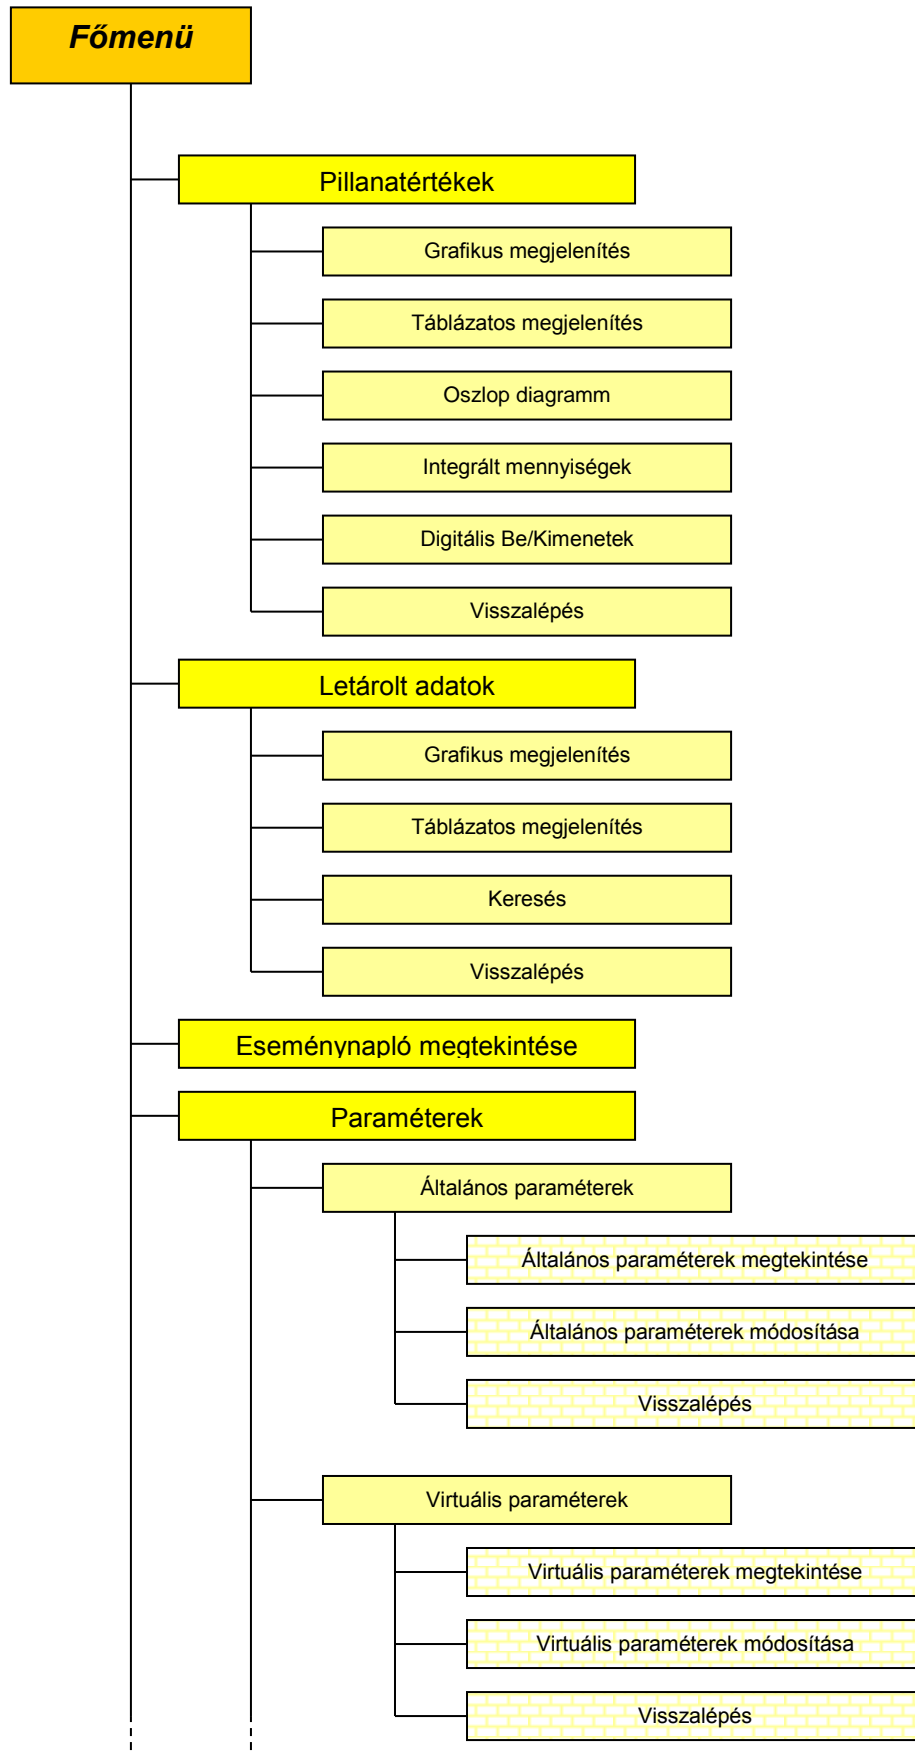 Főmenü
Pillanatértékek
Grafikus megjelenítés
Táblázatos megjelenítés
Oszlop diagramm
Integrált mennyiségek
Digitális Be/Kimenetek
Visszalépés
Letárolt adatok
Grafikus megjelenítés
Táblázatos megjelenítés
Keresés
Visszalépés
Eseménynapló megtekintése
Paraméterek
Általános paraméterek
Általános paraméterek megtekintése
Általános paraméterek módosítása
Visszalépés
Virtuális paraméterek
Virtuális paraméterek megtekintése
Virtuális paraméterek módosítása
Visszalépés